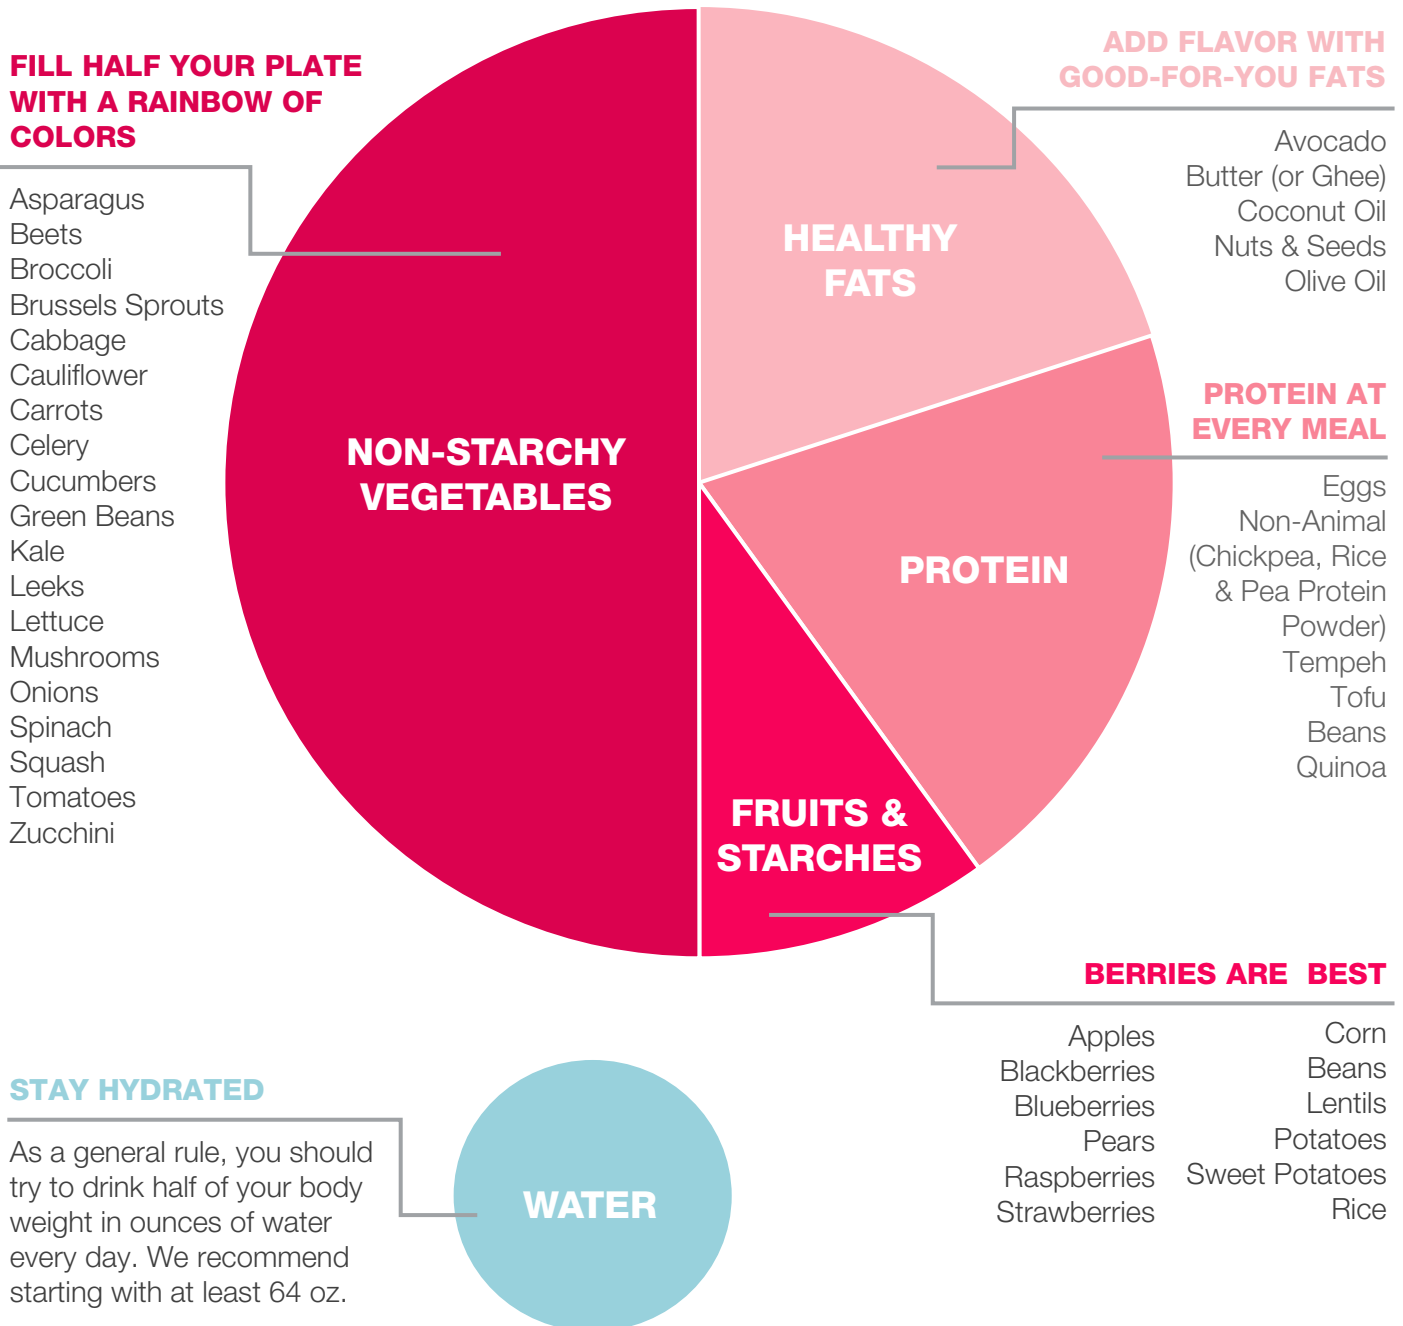 FILL HALF YOUR PLATE
WITH A RAINBOW OF
COLORS
Asparagus
Beets
Broccoli
Brussels Sprouts
Cabbage
Cauliflower
Carrots
Celery
Cucumbers
Green Beans
Kale
Leeks
Lettuce
Mushrooms
Onions
Spinach
Squash
Tomatoes
Zucchini
NON-STARCHY
VEGETABLES
ADD FLAVOR WITH
GOOD-FOR-YOU FATS
Avocado
Butter (or Ghee)
Coconut Oil
Nuts & Seeds
Olive Oil
HEALTHY
FATS
PROTEIN AT
EVERY MEAL
Eggs
Non-Animal
(Chickpea, Rice
& Pea Protein
Powder)
Tempeh
Tofu
Beans
Quinoa
PROTEIN
FRUITS &
STARCHES
BERRIES ARE  BEST
Apples
Blackberries
Blueberries
Pears
Raspberries
Strawberries
Corn
Beans
Lentils
Potatoes
Sweet Potatoes
Rice
STAY HYDRATED
As a general rule, you should
try to drink half of your body
weight in ounces of water
every day. We recommend
starting with at least 64 oz.
WATER